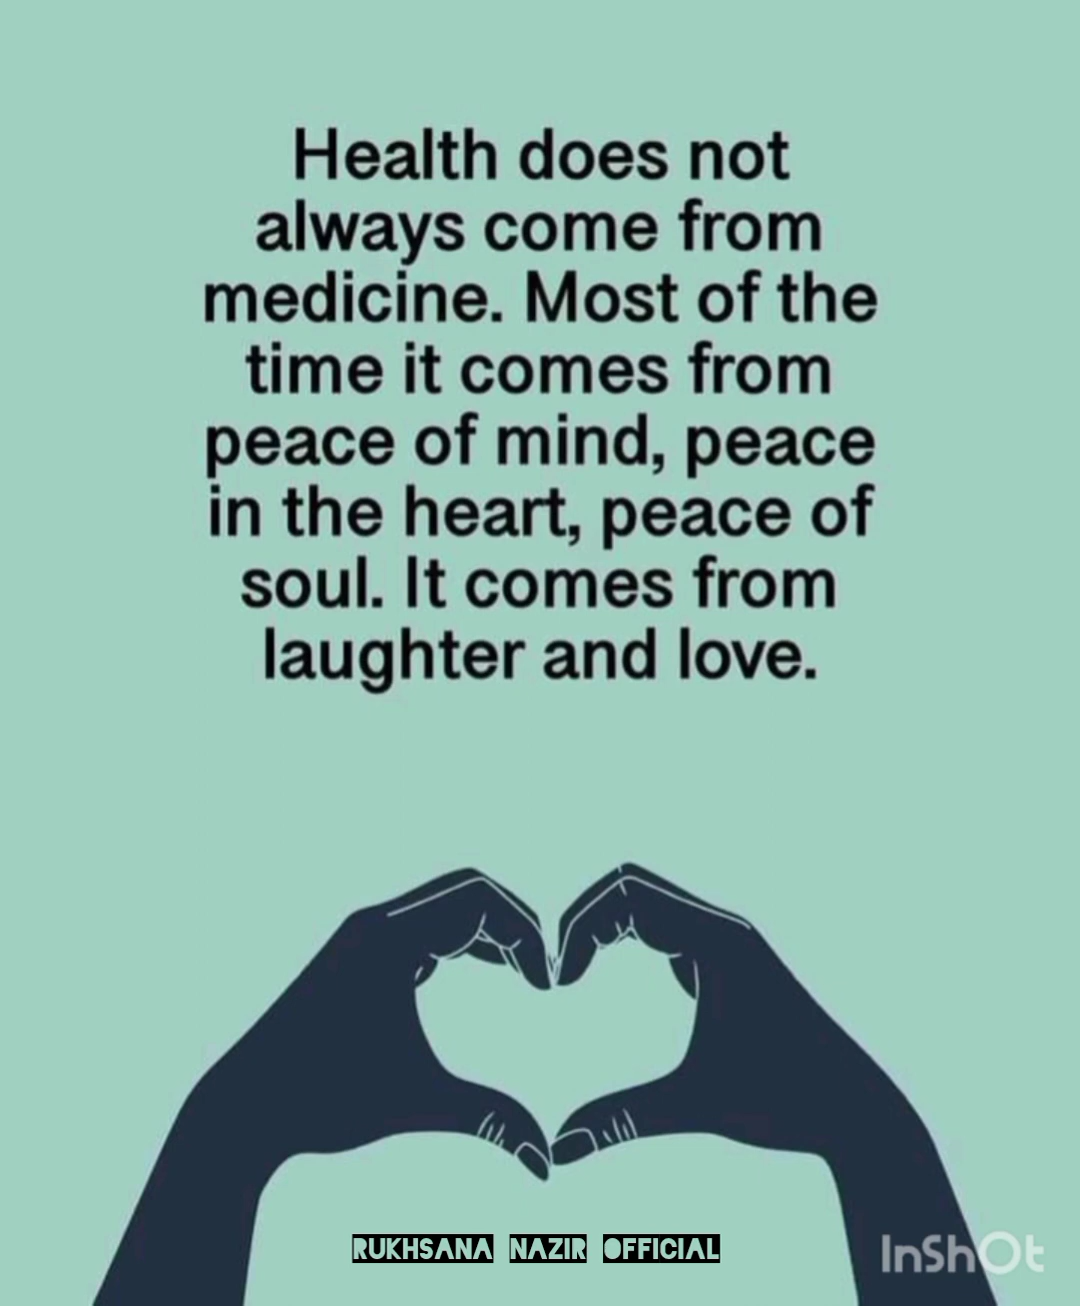 Health does not
always come from
medicine. Most of the
time it comes from
peace of mind, peace
in the heart, peace of
soul. It comes from
laughter and love.
RUKHSANA NAZIR OFFICIAL
InShOt